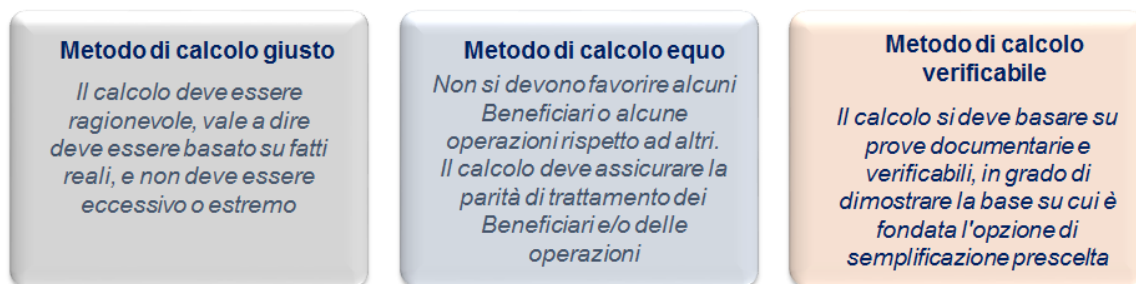 Metodo di calcolo giusto
Il calcolo deve essere
ragionevole, vale a dire
deve essere basato su fatti
reali, e non deve essere
eccessivo o estremo
Metodo di calcolo equo
Non si devono favorire alcuni
Beneficiari o alcune
operazioni rispetto ad altri.
Il calcolo deve assicurare la
parità di trattamento dei
Beneficiari e/o delle
operazioni
Metodo di calcolo
verificabile
Il calcolo si deve basare su
prove documentarie e
verificabili, in grado di
dimostrare la base su cui è
fondata l'opzione di
semplificazione prescelta